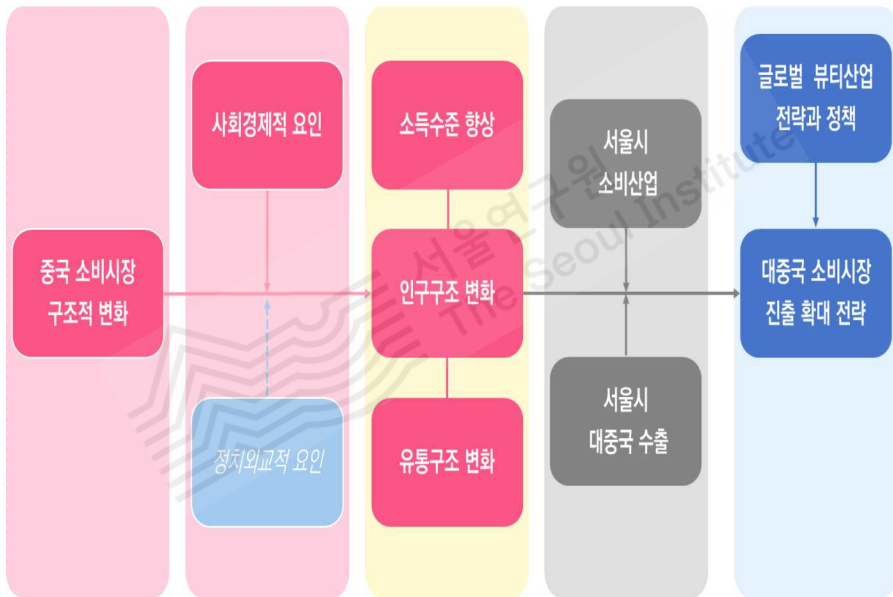 중국 소비시장
구조적 변화
사회경제적 요인
정치외교적 요인
소득수준 향상
인구구조 변화
유통구조 변화
서울시
소비산업
서울시
대중국 수출
글로벌 뷰티산업
전략과 정책
대중국 소비시장
진출 확대 전략
서울연구원
The Seoul Institute